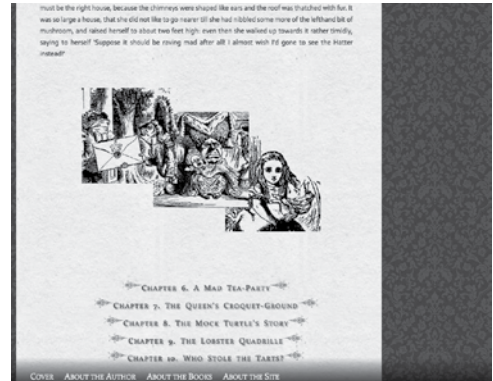 must be the right house, because the chimneys were shaped like ears and the roof was thatched with fur. It
was so large a house, that she did not like to go nearer till she had nibbled some more of the lefthand bit of
mushroom, and raised herself to about two feet high: even then she walked up towards it rather timidly,
saying to herself 'Suppose it should be raving mad after all! I almost wish I'd gone to see the Hatter
instead!'
Chapter 6. A Mad Tea-Party
Chapter 7. The Queen's Croquet-Ground
Chapter 8. The Mock Turtle's Story
Chapter 9. The Lobster Quadrille
Chapter 10. Who Stole the Tarts?
Cover About the Author About the Books About the Site